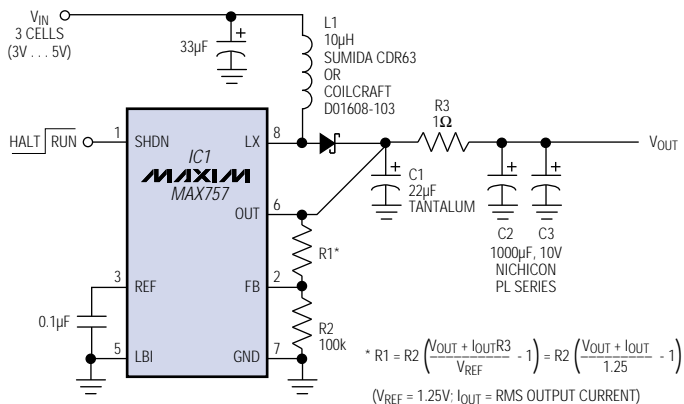 VIN
3 CELLS
(3V . . . 5V)
33µF
L1
10µH
SUMIDA CDR63
OR
COILCRAFT
D01608-103
HALT RUN
1
SHDN
IC1
MAXIM
MAX757
LX
8
R3
1Ω
VOUT
C1
22µF
TANTALUM
C2
C3
1000µF, 10V
NICHICON
PL SERIES
OUT
6
R1*
3
REF
FB
2
0.1µF
R2
100k
5
LBI
GND
7
* R1 = R2 (VOUT + IOUTR3 / VREF - 1) = R2 (VOUT + IOUT / 1.25 - 1)
(VREF = 1.25V; IOUT = RMS OUTPUT CURRENT)